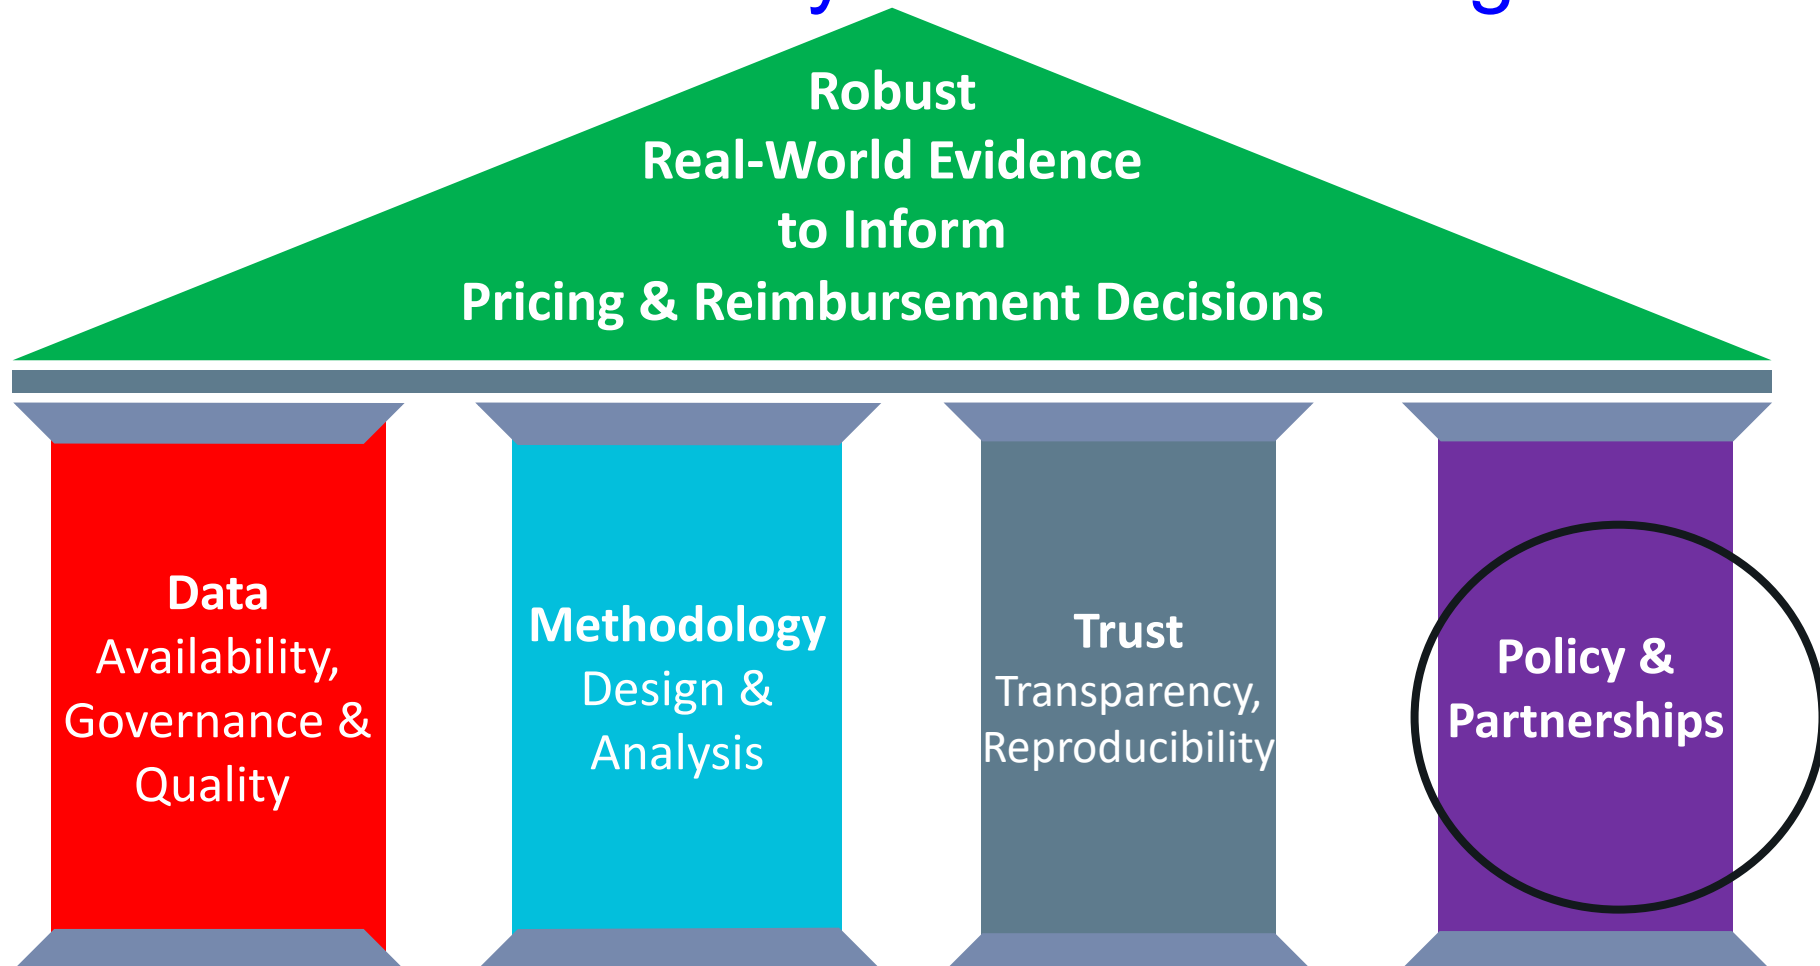 Robust
Real-World Evidence
to Inform
Pricing & Reimbursement Decisions
Data
Availability,
Governance &
Quality
Methodology
Design &
Analysis
Trust
Transparency,
Reproducibility
Policy &
Partnerships